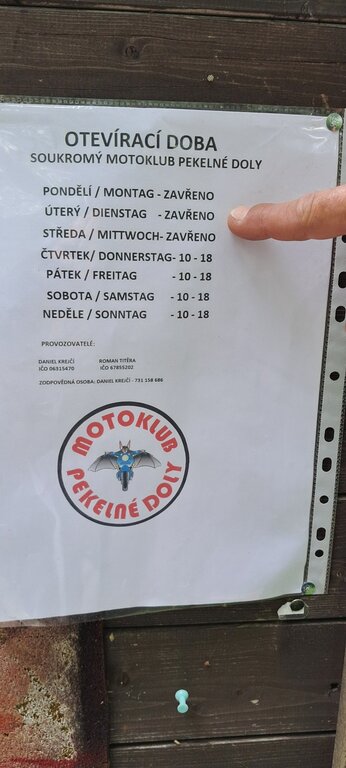 OTEVÍRACÍ DOBA
SOUKROMÝ MOTOKLUB PEKELNÉ DOLY
PONDĚLÍ / MONTAG - ZAVŘENO
ÚTERÝ / DIENSTAG - ZAVŘENO
STŘEDA / MITTWOCH- ZAVŘENO
ČTVRTEK/ DONNERSTAG- 10 - 18
PÁTEK / FREITAG - 10 - 18
SOBOTA / SAMSTAG - 10 - 18
NEDĚLE / SONNTAG - 10 - 18
PROVOZOVATELÉ:
DANIEL KREJČÍ ROMAN TITĚRA
IČO 06315470 IČO 67855202
ZODPOVĚDNÁ OSOBA: DANIEL KREJČÍ - 731 158 686
MOTOKLUB
PEKELNÉ DOLY